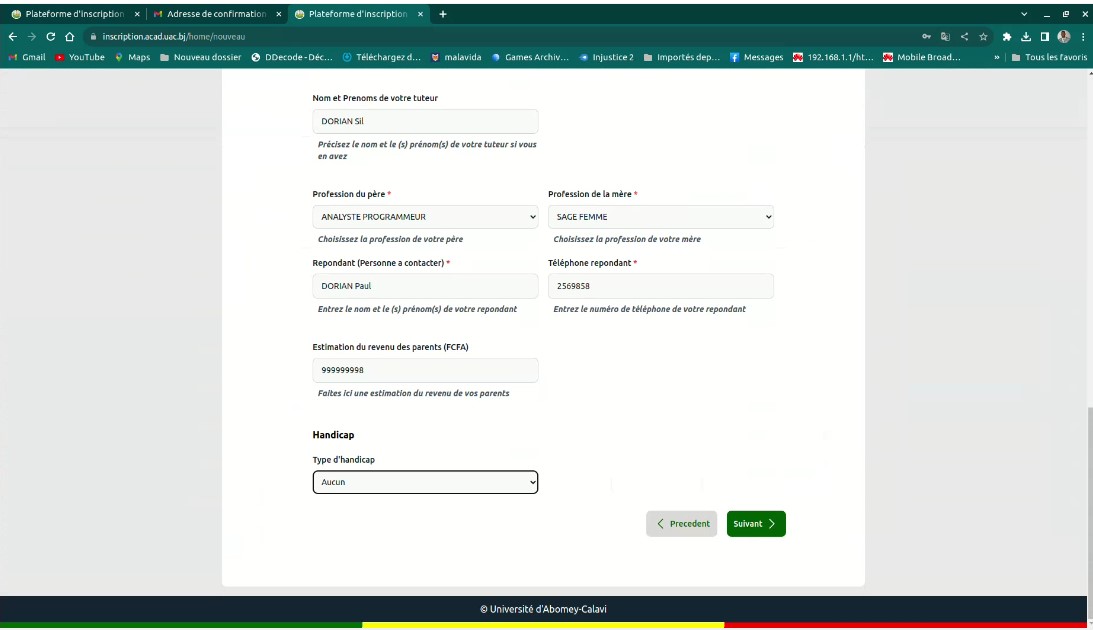 Plateforme d'inscription
Adresse de confirmation
Plateforme d'inscription
inscription.acad.uac.bj/home/nouveau
Gmail
YouTube
Maps
Nouveau dossier
DDecode - Déc...
Téléchargez d...
malavida
Games Archiv...
Injustice 2
Importés dep...
Messages
192.168.1.1/ht...
Mobile Broad...
»
Tous les favoris
Nom et Prenoms de votre tuteur
DORIAN Sil
Précisez le nom et le (s) prénom(s) de votre tuteur si vous
en avez
Profession du père *
Profession de la mère *
ANALYSTE PROGRAMMEUR
SAGE FEMME
Choisissez la profession de votre père
Choisissez la profession de votre mère
Repondant (Personne a contacter) *
Téléphone repondant *
DORIAN Paul
2569858
Entrez le nom et le (s) prénom(s) de votre repondant
Entrez le numéro de téléphone de votre repondant
Estimation du revenu des parents (FCFA)
999999998
Faites ici une estimation du revenu de vos parents
Handicap
Type d'handicap
Aucun
Precedent
Suivant
© Université d'Abomey-Calavi